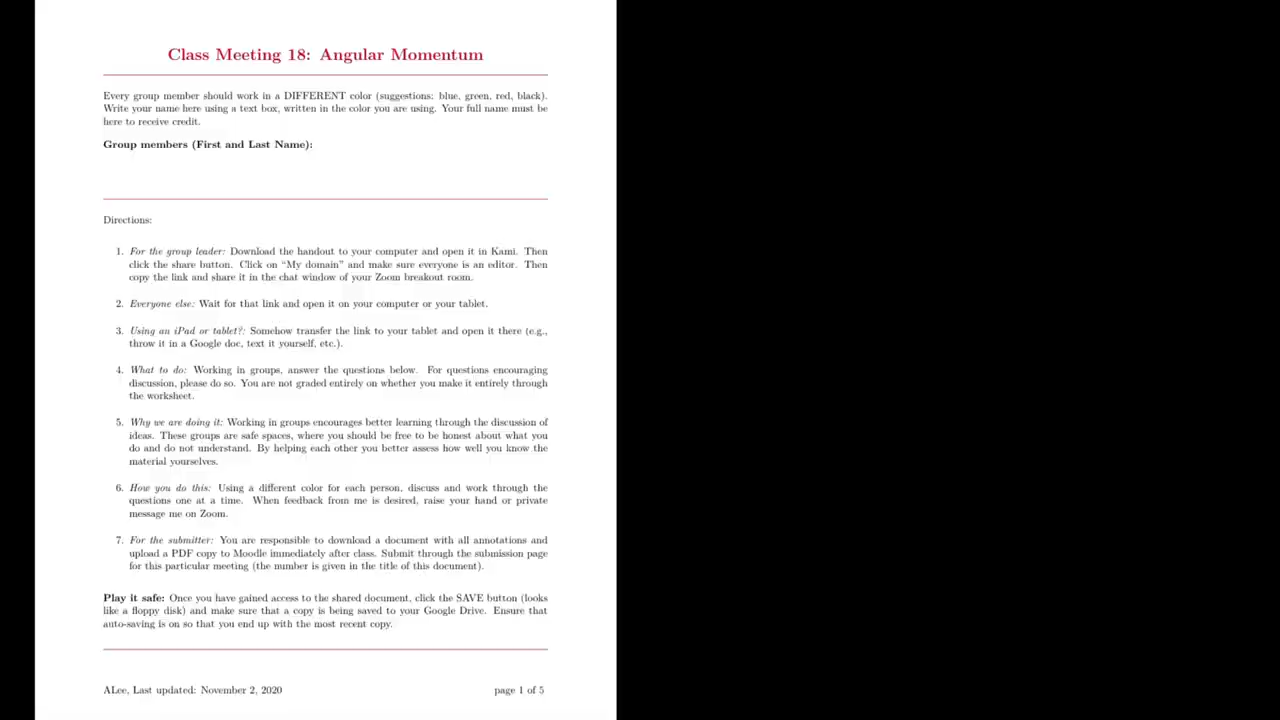 Class Meeting 18: Angular Momentum
Every group member should work in a DIFFERENT color (suggestions: blue, green, red, black).
Write your name here using a text box, written in the color you are using. Your full name must be
here to receive credit.
Group members (First and Last Name):
Directions:
1. For the group leader: Download the handout to your computer and open it in Kami. Then
click the share button. Click on “My domain” and make sure everyone is an editor. Then
copy the link and share it in the chat window of your Zoom breakout room.
2. Everyone else: Wait for that link and open it on your computer or your tablet.
3. Using an iPad or tablet?: Somehow transfer the link to your tablet and open it there (e.g.,
throw it in a Google doc, text it yourself, etc.).
4. What to do: Working in groups, answer the questions below. For questions encouraging
discussion, please do so. You are not graded entirely on whether you make it entirely through
the worksheet.
5. Why we are doing it: Working in groups encourages better learning through the discussion of
ideas. These groups are safe spaces, where you should be free to be honest about what you
do and do not understand. By helping each other you better assess how well you know the
material yourselves.
6. How you do this: Using a different color for each person, discuss and work through the
questions one at a time. When feedback from me is desired, raise your hand or private
message me on Zoom.
7. For the submitter: You are responsible to download a document with all annotations and
upload a PDF copy to Moodle immediately after class. Submit through the submission page
for this particular meeting (the number is given in the title of this document).
Play it safe: Once you have gained access to the shared document, click the SAVE button (looks
like a floppy disk) and make sure that a copy is being saved to your Google Drive. Ensure that
auto-saving is on so that you end up with the most recent copy.
ALee, Last updated: November 2, 2020
page 1 of 5